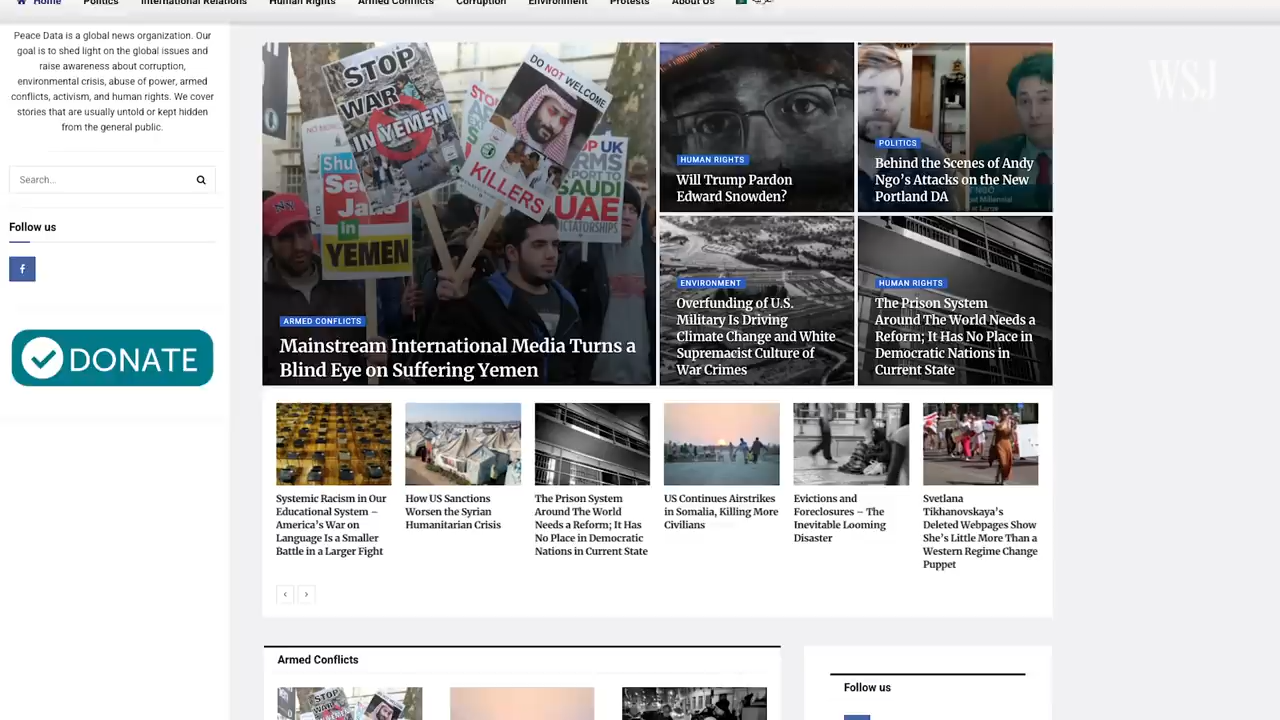 Home Politics International Relations Human Rights Armed Conflicts Corruption Environment Protests About Us
Peace Data is a global news organization. Our
goal is to shed light on the global issues and
raise awareness about corruption,
environmental crisis, abuse of power, armed
conflicts, activism, and human rights. We cover
stories that are usually untold or kept hidden
from the general public.
Search...
Follow us
f
DONATE
STOP
WAR
IN YEMEN
DO NOT WELCOME
KILLERS
STOP
UK
ARMS
EXPORT TO
SAUDI
UAE
DICTATORSHIPS
in
YEMEN
ARMED CONFLICTS
Mainstream International Media Turns a
Blind Eye on Suffering Yemen
HUMAN RIGHTS
Will Trump Pardon
Edward Snowden?
POLITICS
Behind the Scenes of Andy
Ngo's Attacks on the New
Portland DA
ENVIRONMENT
Overfunding of U.S.
Military Is Driving
Climate Change and White
Supremacist Culture of
War Crimes
HUMAN RIGHTS
The Prison System
Around The World Needs a
Reform; It Has No Place in
Democratic Nations in
Current State
WSJ
Systemic Racism in Our
Educational System –
America's War on
Language Is a Smaller
Battle in a Larger Fight
How US Sanctions
Worsen the Syrian
Humanitarian Crisis
The Prison System
Around The World
Needs a Reform; It Has
No Place in Democratic
Nations in Current State
US Continues Airstrikes
in Somalia, Killing More
Civilians
Evictions and
Foreclosures – The
Inevitable Looming
Disaster
Svetlana
Tikhanovskaya's
Deleted Webpages Show
She's Little More Than a
Western Regime Change
Puppet
Armed Conflicts
STOP
WAR
Follow us